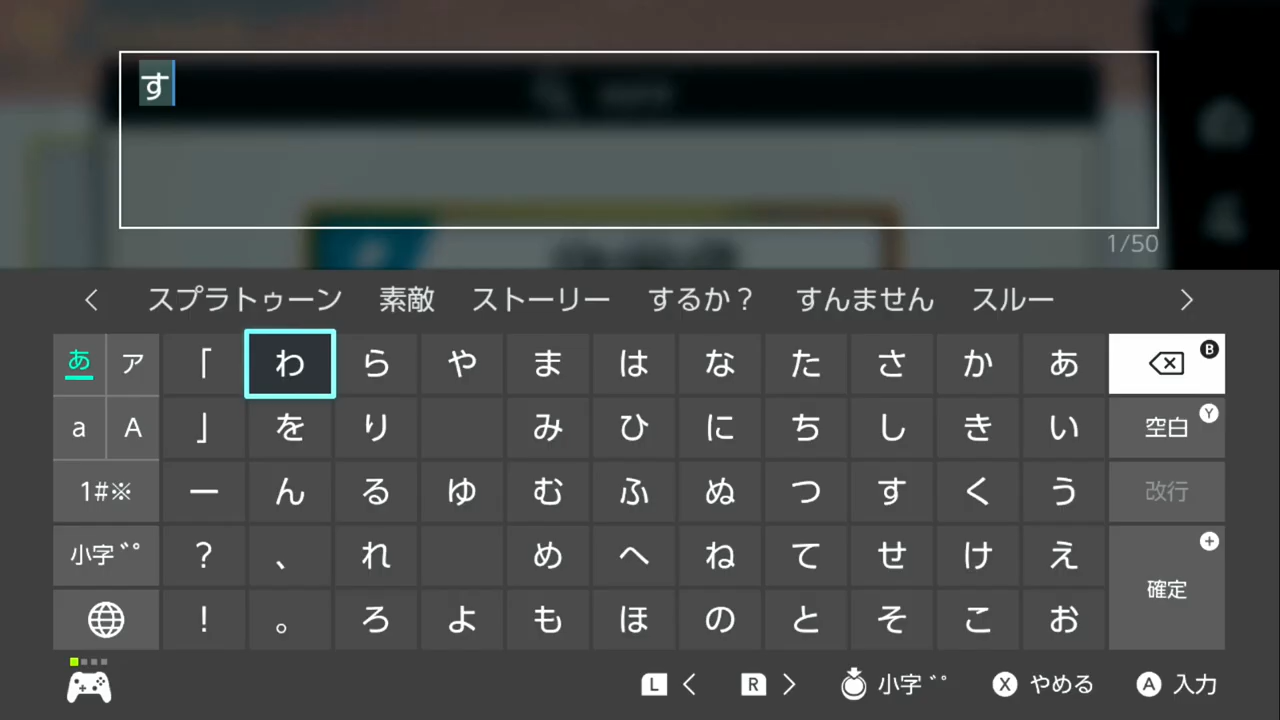 す
1/50
スプラトゥーン 素敵 ストーリー するか？ すんません スルー
あ ア 「 わ ら や ま は な た さ か あ B
a A 」 を り み ひ に ち し き い 空白 Y
1#※ ー ん る ゆ む ふ ぬ つ す く う 改行
小字゛゜ ？ 、 れ め へ ね て せ け え 確定 +
！ 。 ろ よ も ほ の と そ こ お
L R 小字゛゜ X やめる A 入力